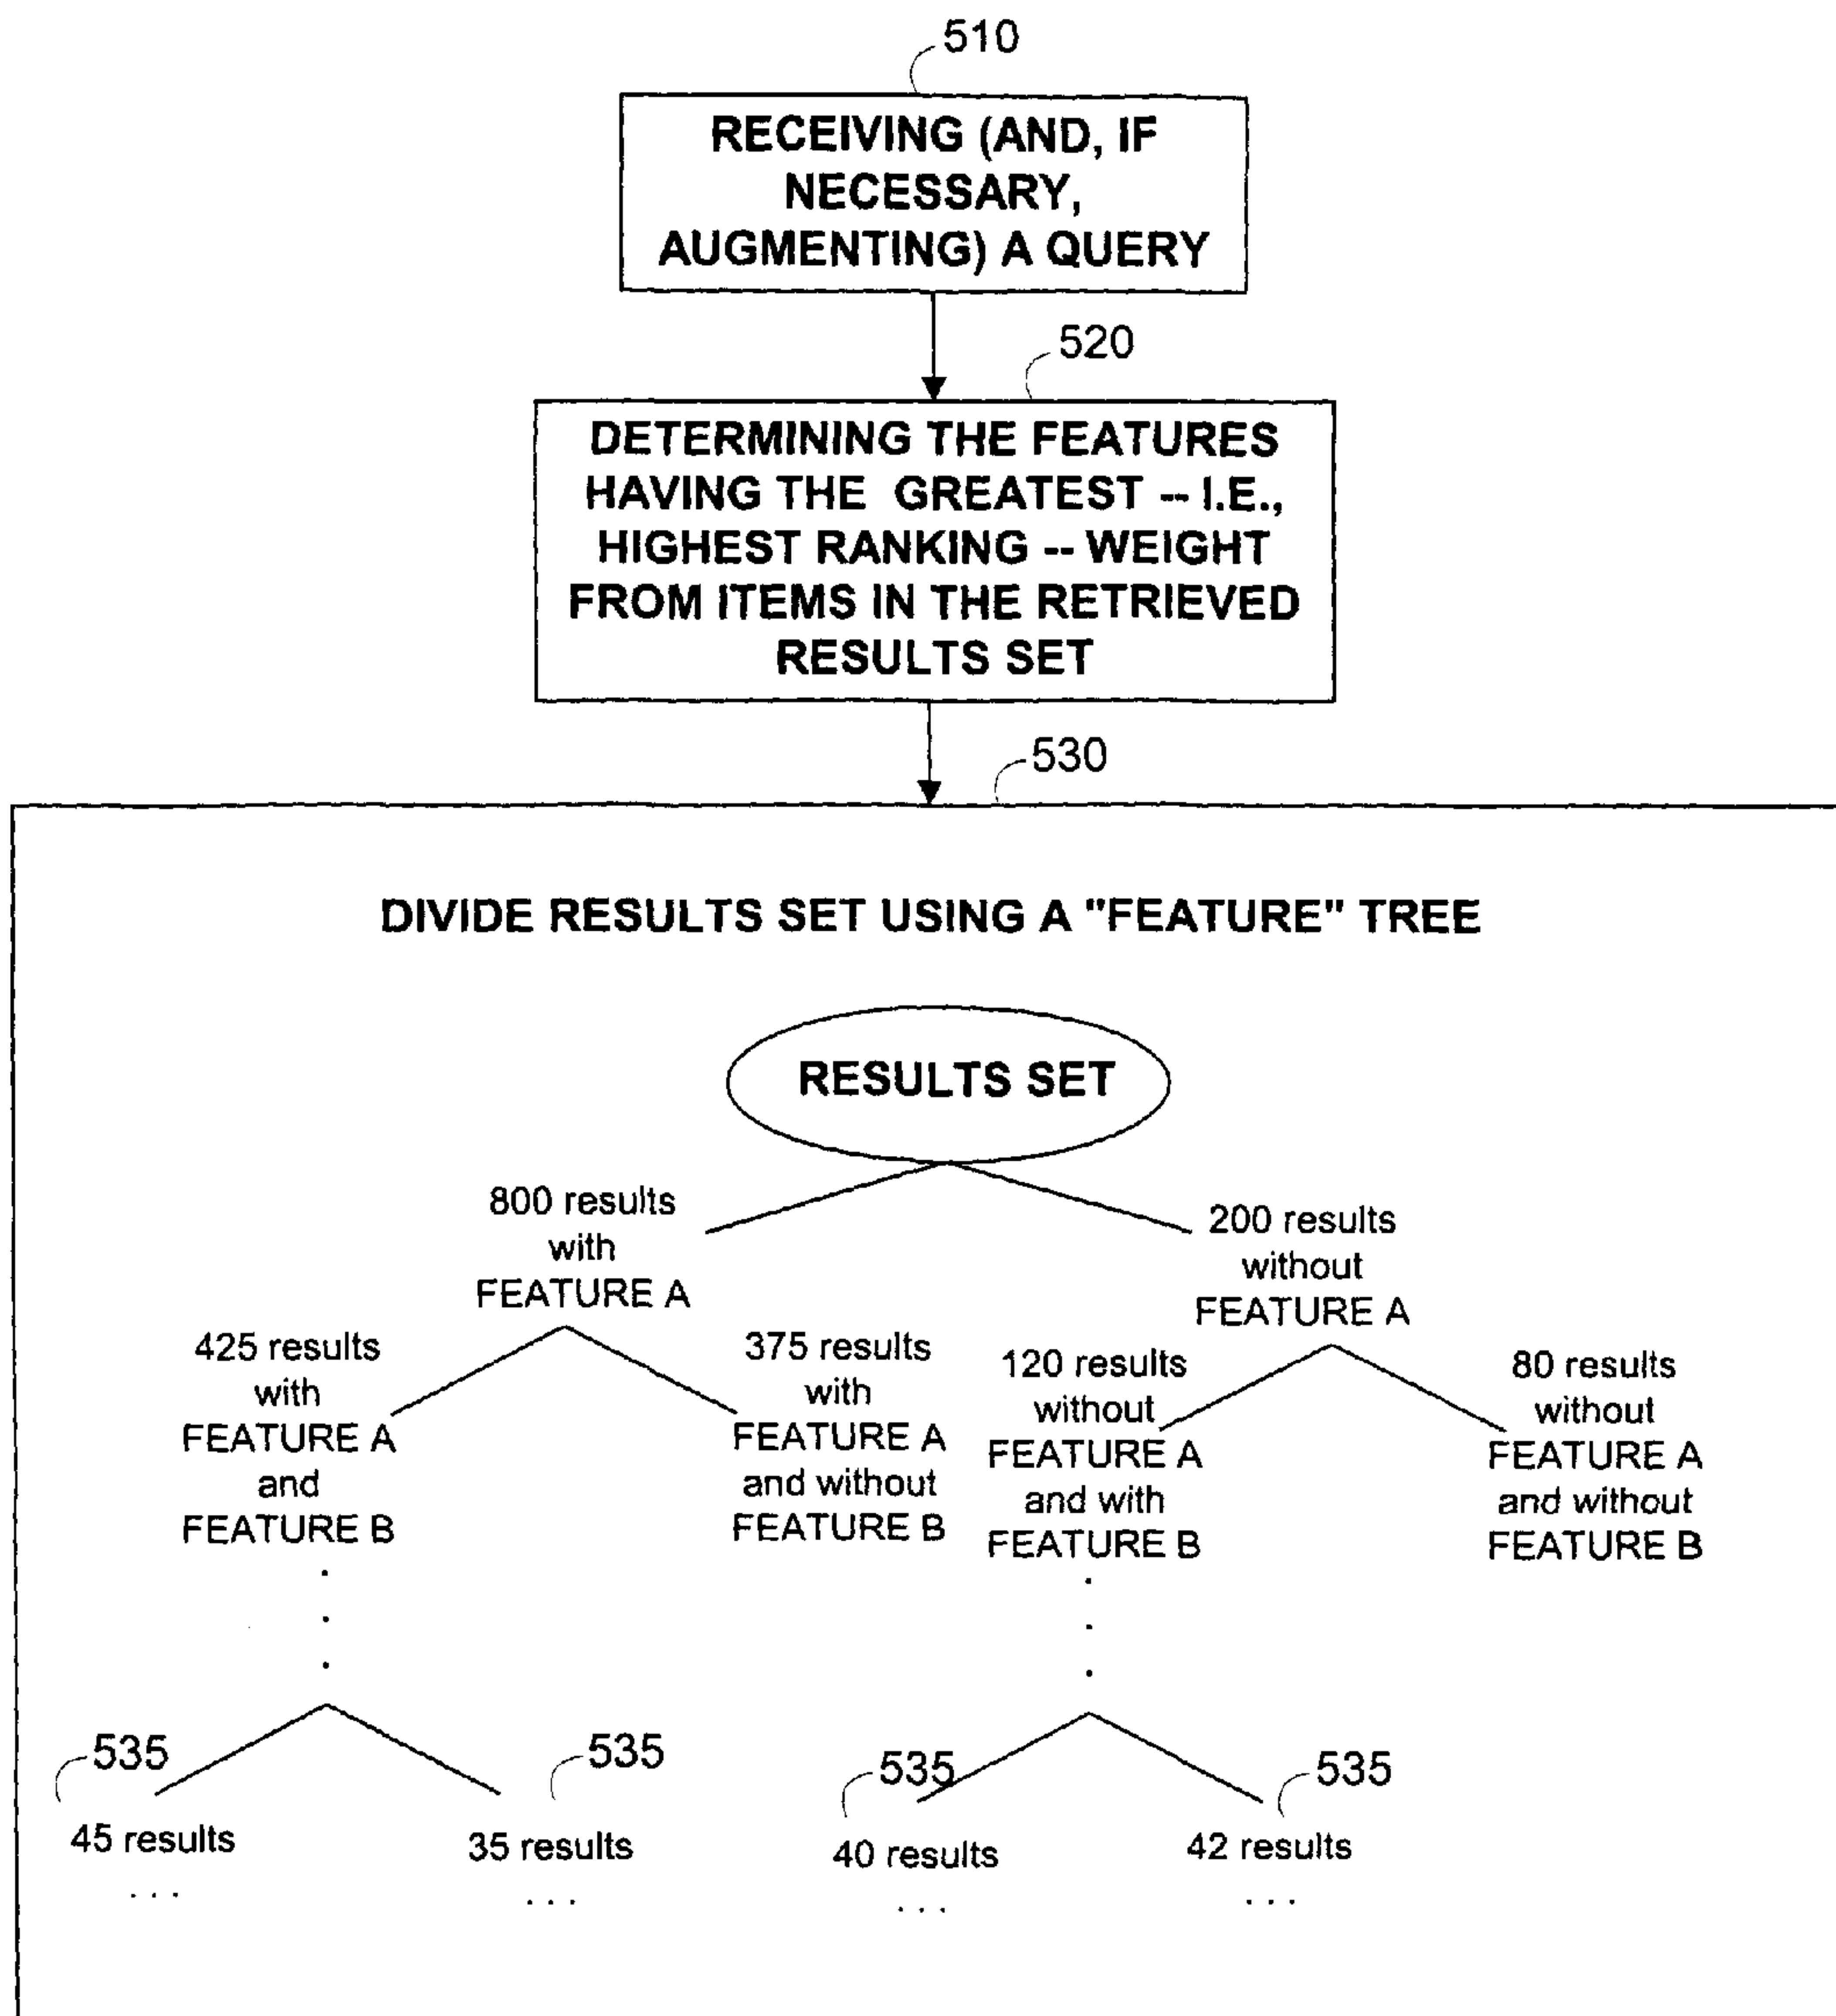 510
RECEIVING (AND, IF
NECESSARY,
AUGMENTING) A QUERY
520
DETERMINING THE FEATURES
HAVING THE GREATEST -- I.E.,
HIGHEST RANKING -- WEIGHT
FROM ITEMS IN THE RETRIEVED
RESULTS SET
530
DIVIDE RESULTS SET USING A "FEATURE" TREE
RESULTS SET
800 results
with
FEATURE A
200 results
without
FEATURE A
425 results
with
FEATURE A
and
FEATURE B
375 results
with
FEATURE A
and without
FEATURE B
120 results
without
FEATURE A
and with
FEATURE B
80 results
without
FEATURE A
and without
FEATURE B
535
45 results
. . .
535
35 results
. . .
535
40 results
. . .
535
42 results
. . .